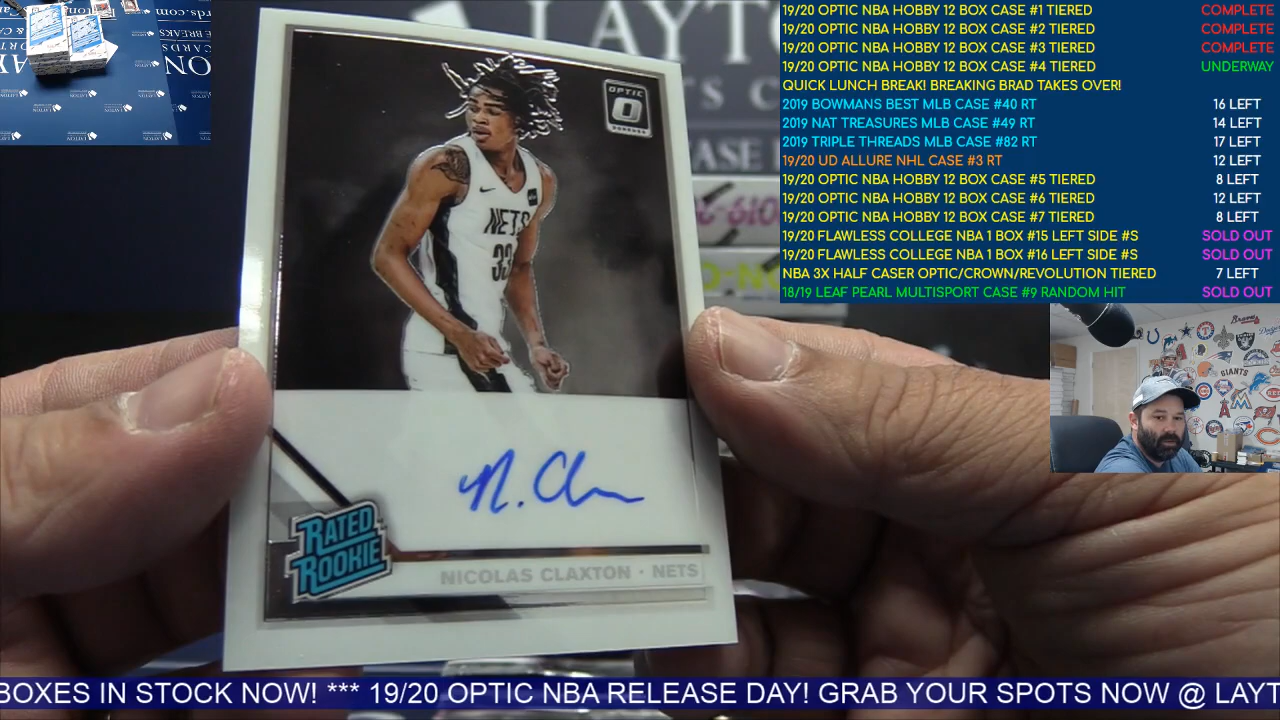 rds.com
LAYTON
TS C
ASE
OPTIC
DONRUSS
NETS
33
N. Cl
RATED
ROOKIE
NICOLAS CLAXTON · NETS
19/20 OPTIC NBA HOBBY 12 BOX CASE #1 TIERED COMPLETE
19/20 OPTIC NBA HOBBY 12 BOX CASE #2 TIERED COMPLETE
19/20 OPTIC NBA HOBBY 12 BOX CASE #3 TIERED COMPLETE
19/20 OPTIC NBA HOBBY 12 BOX CASE #4 TIERED UNDERWAY
QUICK LUNCH BREAK! BREAKING BRAD TAKES OVER!
2019 BOWMANS BEST MLB CASE #40 RT 16 LEFT
2019 NAT TREASURES MLB CASE #49 RT 14 LEFT
2019 TRIPLE THREADS MLB CASE #82 RT 17 LEFT
19/20 UD ALLURE NHL CASE #3 RT 12 LEFT
19/20 OPTIC NBA HOBBY 12 BOX CASE #5 TIERED 8 LEFT
19/20 OPTIC NBA HOBBY 12 BOX CASE #6 TIERED 12 LEFT
19/20 OPTIC NBA HOBBY 12 BOX CASE #7 TIERED 8 LEFT
19/20 FLAWLESS COLLEGE NBA 1 BOX #15 LEFT SIDE #S SOLD OUT
19/20 FLAWLESS COLLEGE NBA 1 BOX #16 LEFT SIDE #S SOLD OUT
NBA 3X HALF CASER OPTIC/CROWN/REVOLUTION TIERED 7 LEFT
18/19 LEAF PEARL MULTISPORT CASE #9 RANDOM HIT SOLD OUT
Braves
GIANTS
BOXES IN STOCK NOW! *** 19/20 OPTIC NBA RELEASE DAY! GRAB YOUR SPOTS NOW @ LAYT